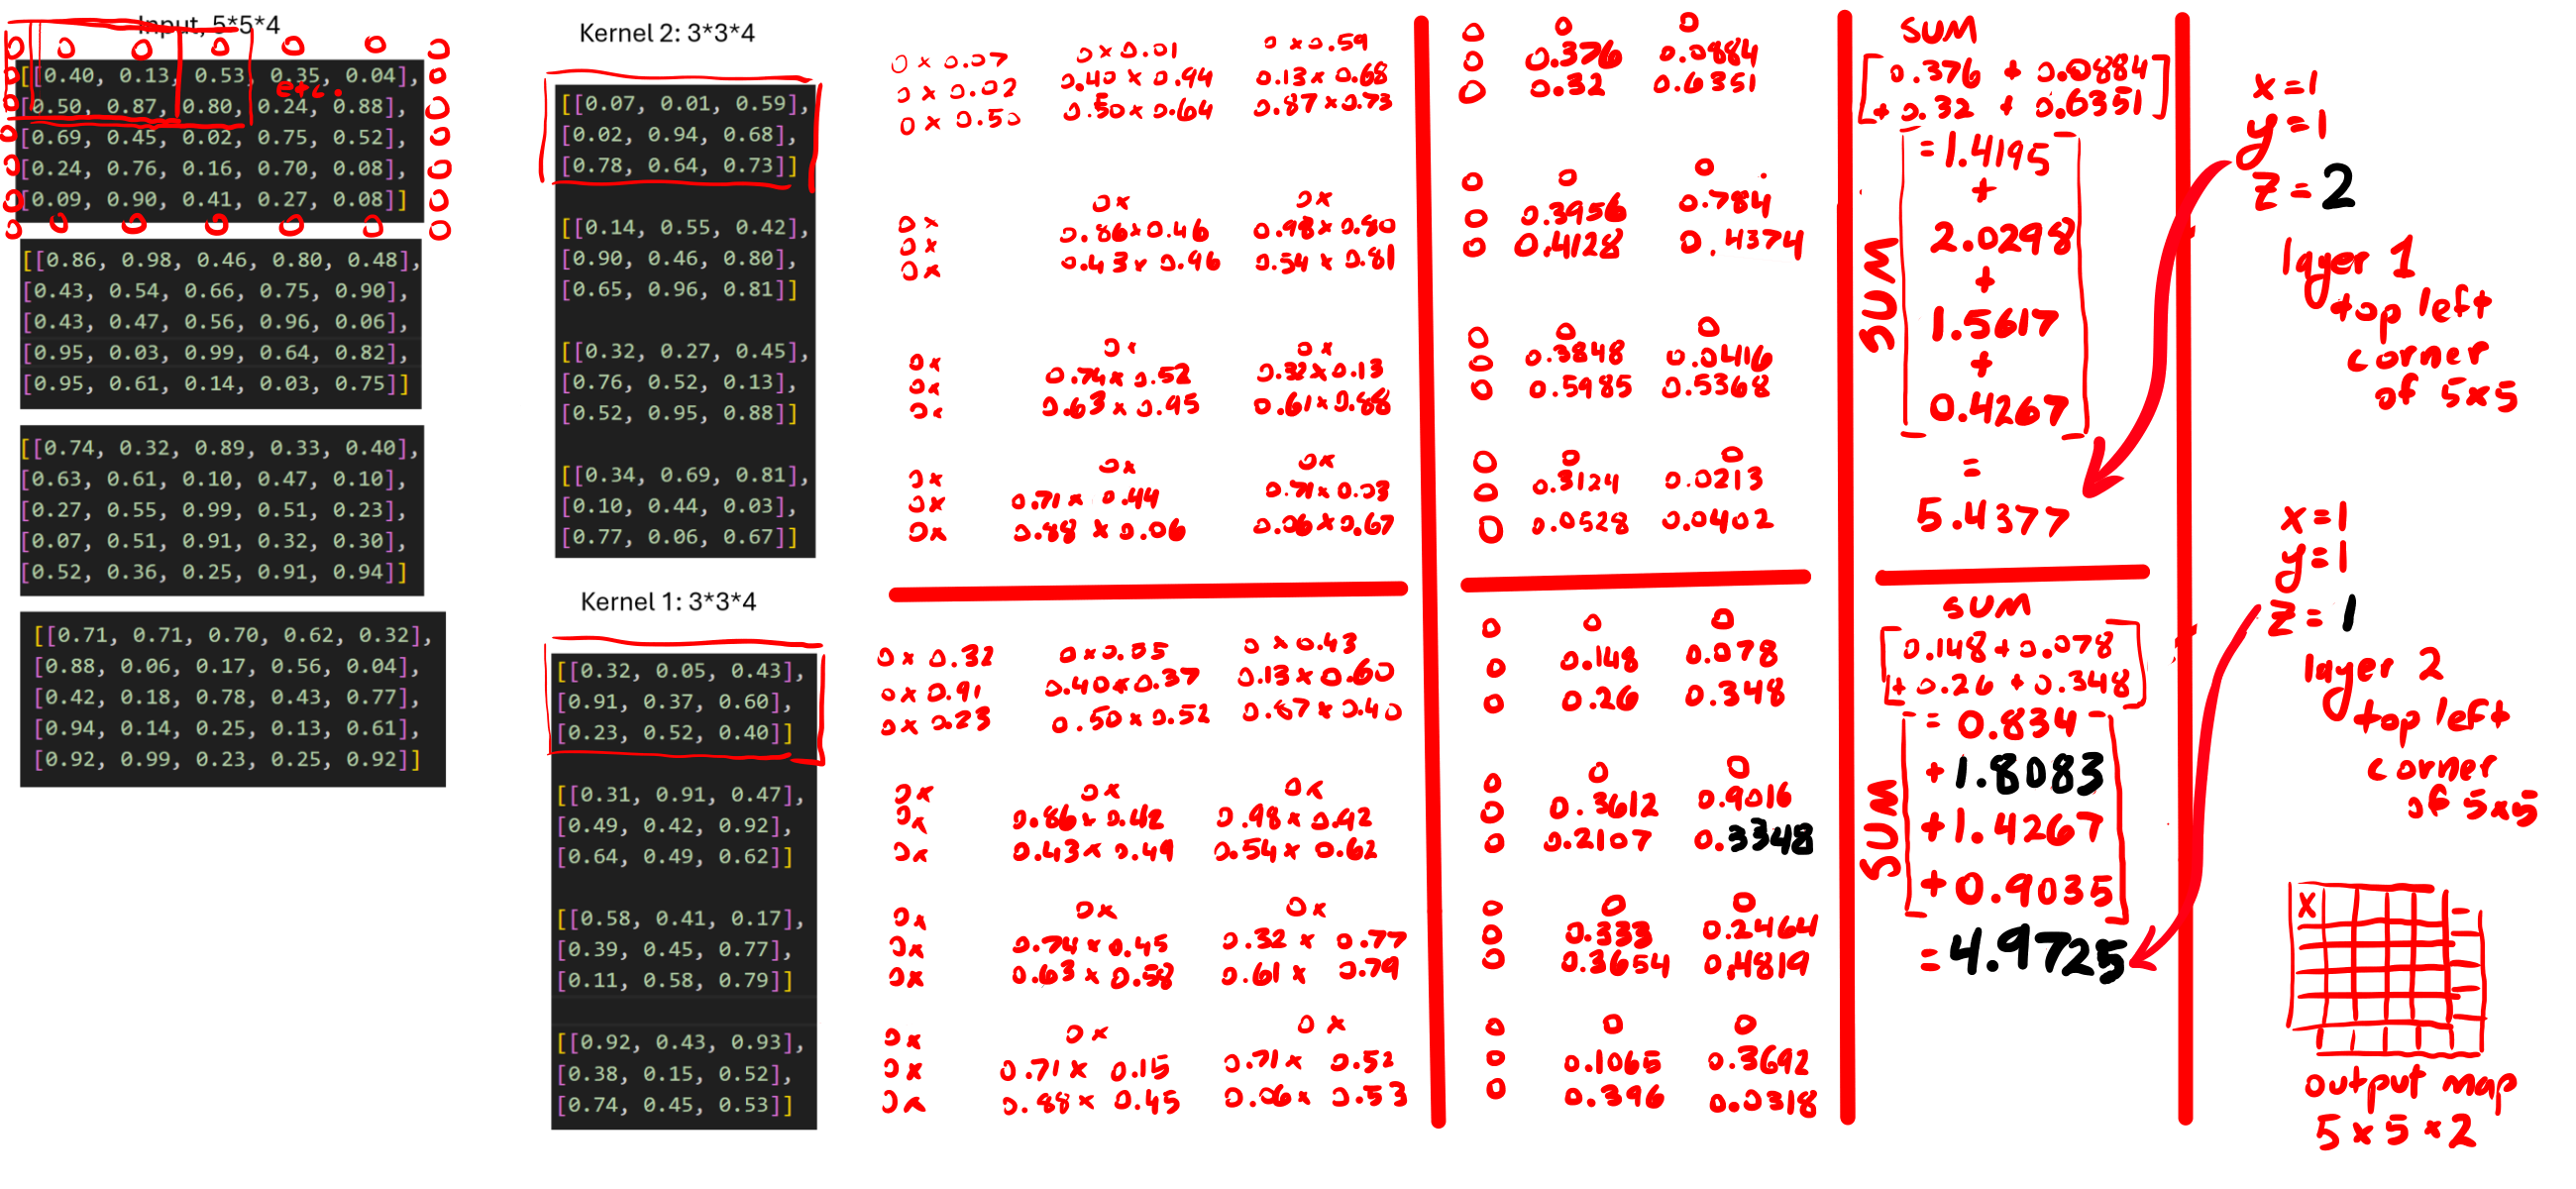 Input, 5*5*4
0 0 0 0 0 0 0
0 [[0.40, 0.13, 0.53, 0.35, 0.04], 0
etc.
0 [0.50, 0.87, 0.80, 0.24, 0.88], 0
0 [0.69, 0.45, 0.02, 0.75, 0.52], 0
0 [0.24, 0.76, 0.16, 0.70, 0.08], 0
0 [0.09, 0.90, 0.41, 0.27, 0.08]] 0
0 0 0 0 0 0 0
[[0.86, 0.98, 0.46, 0.80, 0.48],
[0.43, 0.54, 0.66, 0.75, 0.90],
[0.43, 0.47, 0.56, 0.96, 0.06],
[0.95, 0.03, 0.99, 0.64, 0.82],
[0.95, 0.61, 0.14, 0.03, 0.75]]
[[0.74, 0.32, 0.89, 0.33, 0.40],
[0.63, 0.61, 0.10, 0.47, 0.10],
[0.27, 0.55, 0.99, 0.51, 0.23],
[0.07, 0.51, 0.91, 0.32, 0.30],
[0.52, 0.36, 0.25, 0.91, 0.94]]
[[0.71, 0.71, 0.70, 0.62, 0.32],
[0.88, 0.06, 0.17, 0.56, 0.04],
[0.42, 0.18, 0.78, 0.43, 0.77],
[0.94, 0.14, 0.25, 0.13, 0.61],
[0.92, 0.99, 0.23, 0.25, 0.92]]
Kernel 2: 3*3*4
[[0.07, 0.01, 0.59],
[0.02, 0.94, 0.68],
[0.78, 0.64, 0.73]]
[[0.14, 0.55, 0.42],
[0.90, 0.46, 0.80],
[0.65, 0.96, 0.81]]
[[0.32, 0.27, 0.45],
[0.76, 0.52, 0.13],
[0.52, 0.95, 0.88]]
[[0.34, 0.69, 0.81],
[0.10, 0.44, 0.03],
[0.77, 0.06, 0.67]]
Kernel 1: 3*3*4
[[0.32, 0.05, 0.43],
[0.91, 0.37, 0.60],
[0.23, 0.52, 0.40]]
[[0.31, 0.91, 0.47],
[0.49, 0.42, 0.92],
[0.64, 0.49, 0.62]]
[[0.58, 0.41, 0.17],
[0.39, 0.45, 0.77],
[0.11, 0.58, 0.79]]
[[0.92, 0.43, 0.93],
[0.38, 0.15, 0.52],
[0.74, 0.45, 0.53]]
0 x 0.07 0 x 0.01 0 x 0.59
0 x 0.02 0.40 x 0.94 0.13 x 0.68
0 x 0.50 0.50 x 0.64 0.87 x 0.73
0x 0x 0x
0x 0.86 x 0.46 0.98 x 0.80
0x 0.43 x 0.96 0.54 x 0.81
0x 0x 0x
0x 0.74 x 0.52 0.32 x 0.13
0x 0.63 x 0.95 0.61 x 0.88
0x 0x 0x
0x 0.71 x 0.44 0.71 x 0.03
0x 0.88 x 0.06 0.06 x 0.67
0 x 0.32 0 x 0.05 0 x 0.43
0 x 0.91 0.40 x 0.37 0.13 x 0.60
0 x 0.23 0.50 x 0.52 0.87 x 0.40
0x 0x 0x
0x 0.86 x 0.42 0.98 x 0.92
0x 0.43 x 0.49 0.54 x 0.62
0x 0x 0x
0x 0.74 x 0.45 0.32 x 0.77
0x 0.63 x 0.58 0.61 x 0.79
0x 0x 0x
0x 0.71 x 0.15 0.71 x 0.52
0x 0.88 x 0.45 0.06 x 0.53
0 0 0
0 0.376 0.0884
0 0.32 0.6351
0 0 0
0 0.3956 0.784
0 0.4128 0.4374
0 0 0
0 0.3848 0.0416
0 0.5985 0.5368
0 0 0
0 0.3124 0.0213
0 0.0528 0.0402
0 0 0
0 0.148 0.078
0 0.26 0.348
0 0 0
0 0.3612 0.9016
0 0.2107 0.3348
0 0 0
0 0.333 0.2464
0 0.3654 0.4819
0 0 0
0 0.1065 0.3692
0 0.396 0.0318
SUM
[0.376 + 0.0884
+ 0.32 + 0.6351]
SUM
= 1.4195
+
2.0298
+
1.5617
+
0.4267
=
5.4377
SUM
[0.148 + 0.078
+ 0.26 + 0.348]
SUM
= 0.834
+ 1.8083
+ 1.4267
+ 0.9035
= 4.9725
x=1
y=1
z=2
layer 1
top left
corner
of 5x5
x=1
y=1
z=1
layer 2
top left
corner
of 5x5
X
output map
5 x 5 x 2